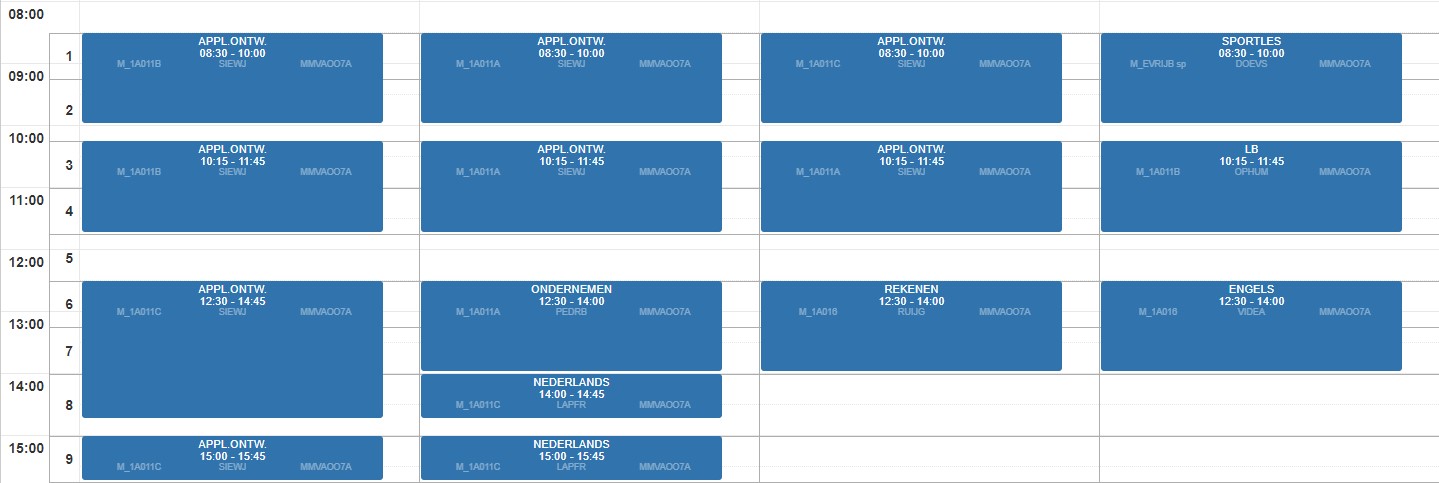 08:00
1
09:00
2
10:00
3
11:00
4
12:00
5
6
13:00
7
14:00
8
15:00
9
APPL.ONTW.
08:30 - 10:00
M_1A011B SIEWJ MMVAOO7A
APPL.ONTW.
10:15 - 11:45
M_1A011B SIEWJ MMVAOO7A
APPL.ONTW.
12:30 - 14:45
M_1A011C SIEWJ MMVAOO7A
APPL.ONTW.
15:00 - 15:45
M_1A011C SIEWJ MMVAOO7A
APPL.ONTW.
08:30 - 10:00
M_1A011A SIEWJ MMVAOO7A
APPL.ONTW.
10:15 - 11:45
M_1A011A SIEWJ MMVAOO7A
ONDERNEMEN
12:30 - 14:00
M_1A011A PEDRB MMVAOO7A
NEDERLANDS
14:00 - 14:45
M_1A011C LAPFR MMVAOO7A
NEDERLANDS
15:00 - 15:45
M_1A011C LAPFR MMVAOO7A
APPL.ONTW.
08:30 - 10:00
M_1A011C SIEWJ MMVAOO7A
APPL.ONTW.
10:15 - 11:45
M_1A011A SIEWJ MMVAOO7A
REKENEN
12:30 - 14:00
M_1A016 RUIJG MMVAOO7A
SPORTLES
08:30 - 10:00
M_EVRIJB sp DOEVS MMVAOO7A
LB
10:15 - 11:45
M_1A011B OPHUM MMVAOO7A
ENGELS
12:30 - 14:00
M_1A016 VIDEA MMVAOO7A